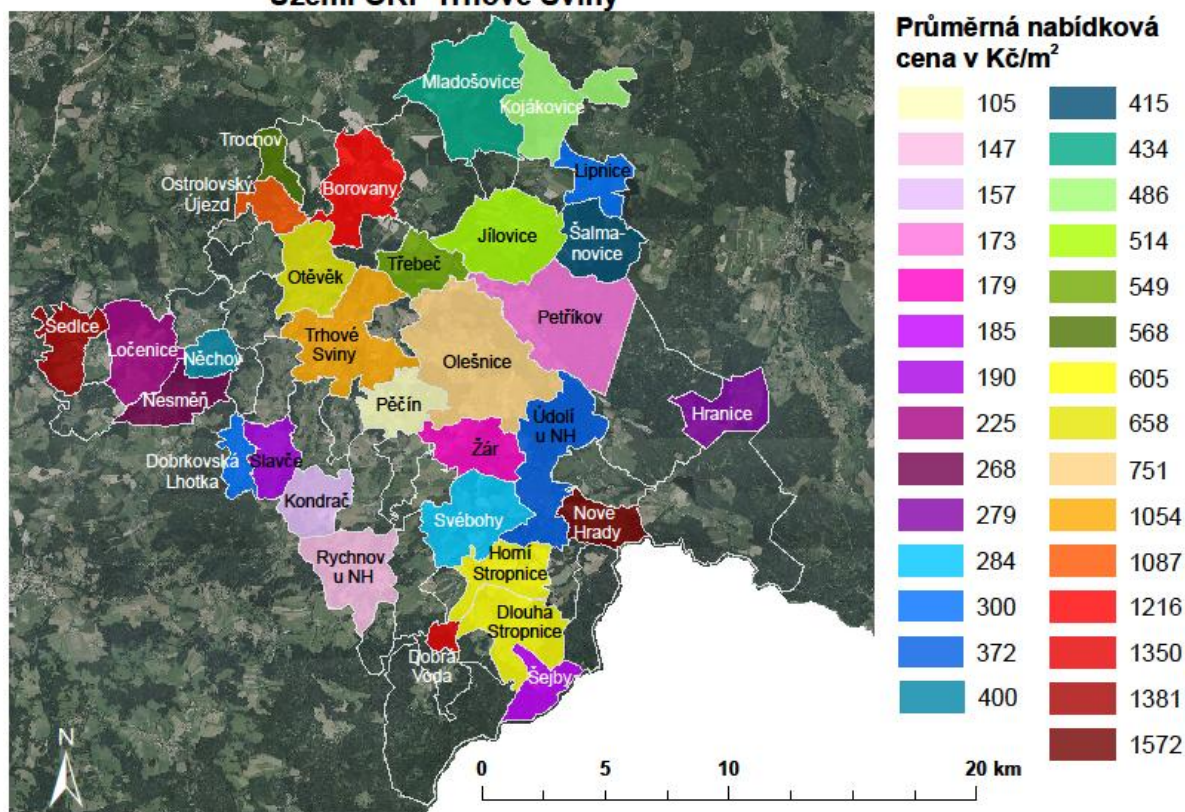 Území ORP Trhové Sviny
Průměrná nabídková
cena v Kč/m²
105
147
157
173
179
185
190
225
268
279
284
300
372
400
415
434
486
514
549
568
605
658
751
1054
1087
1216
1350
1381
1572
Mladošovice
Kojákovice
Trocnov
Ostrolovský
Újezd
Borovany
Lipnice
Jílovice
Šalma-
novice
Třebeč
Otěvěk
Petříkov
Sedlce
Ločenice
Něchov
Trhové
Sviny
Olešnice
Nesměň
Pěčín
Hranice
Údolí
u NH
Žár
Dobrkovská
Lhotka
Slavče
Kondrač
Svébohy
Nové
Hrady
Rychnov
u NH
Horní
Stropnice
Dlouhá
Stropnice
Dobrá
Voda
Šejby
N
0 5 10 20 km